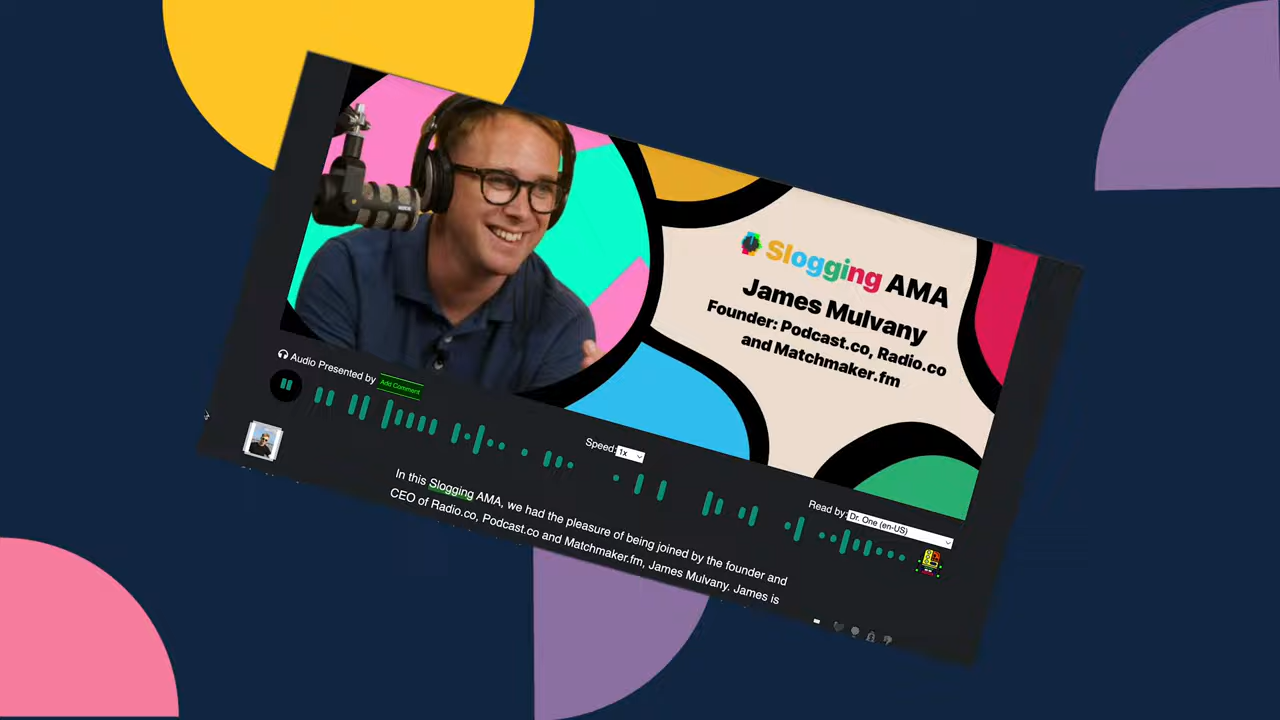 Slogging AMA
James Mulvany
Founder: Podcast.co, Radio.co
and Matchmaker.fm
Audio Presented by
Add Comment
Speed:
1x
Read by:
Dr. One (en-US)
In this Slogging AMA, we had the pleasure of being joined by the founder and
CEO of Radio.co, Podcast.co and Matchmaker.fm, James Mulvany. James is